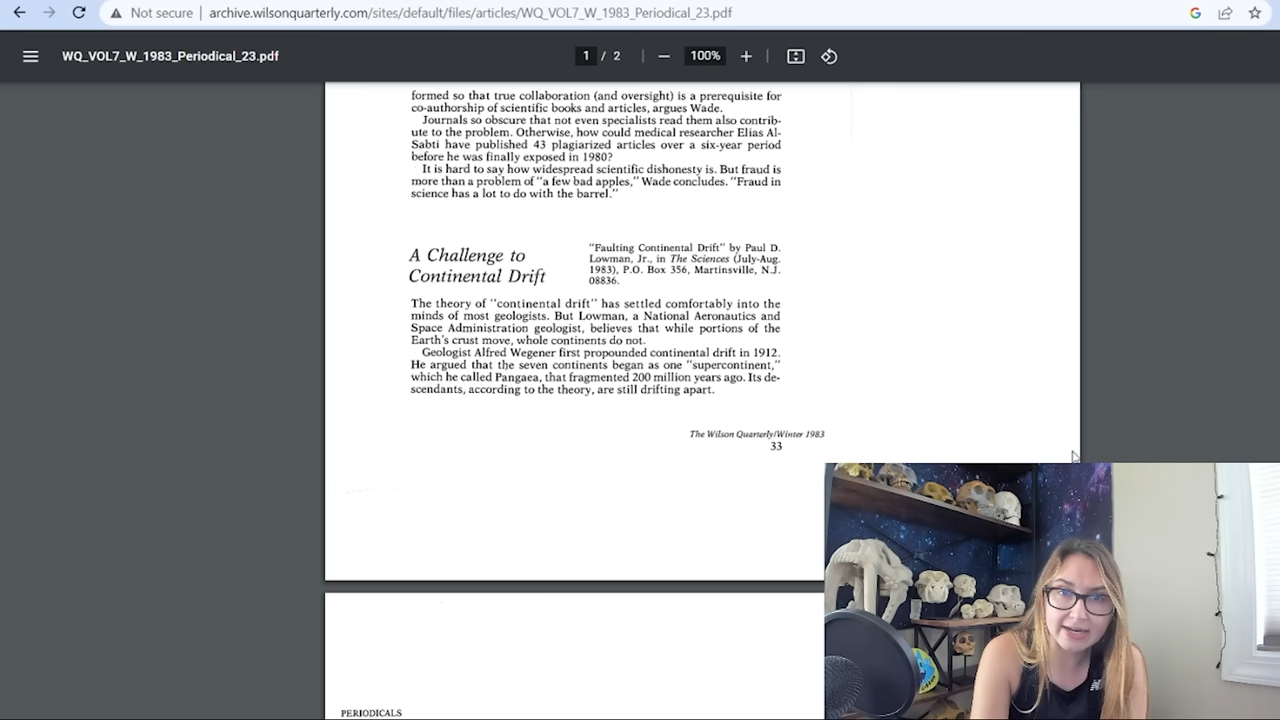 Not secure
archive.wilsonquarterly.com/sites/default/files/articles/WQ_VOL7_W_1983_Periodical_23.pdf
WQ_VOL7_W_1983_Periodical_23.pdf
1 / 2
100%
formed so that true collaboration (and oversight) is a prerequisite for
co-authorship of scientific books and articles, argues Wade.
Journals so obscure that not even specialists read them also contrib-
ute to the problem. Otherwise, how could medical researcher Elias Al-
Sabti have published 43 plagiarized articles over a six-year period
before he was finally exposed in 1980?
It is hard to say how widespread scientific dishonesty is. But fraud is
more than a problem of "a few bad apples," Wade concludes. "Fraud in
science has a lot to do with the barrel."
A Challenge to
Continental Drift
"Faulting Continental Drift" by Paul D.
Lowman, Jr., in The Sciences (July-Aug.
1983), P.O. Box 356, Martinsville, N.J.
08836.
The theory of "continental drift" has settled comfortably into the
minds of most geologists. But Lowman, a National Aeronautics and
Space Administration geologist, believes that while portions of the
Earth's crust move, whole continents do not.
Geologist Alfred Wegener first propounded continental drift in 1912.
He argued that the seven continents began as one "supercontinent,"
which he called Pangaea, that fragmented 200 million years ago. Its de-
scendants, according to the theory, are still drifting apart.
The Wilson Quarterly/Winter 1983
33
PERIODICALS